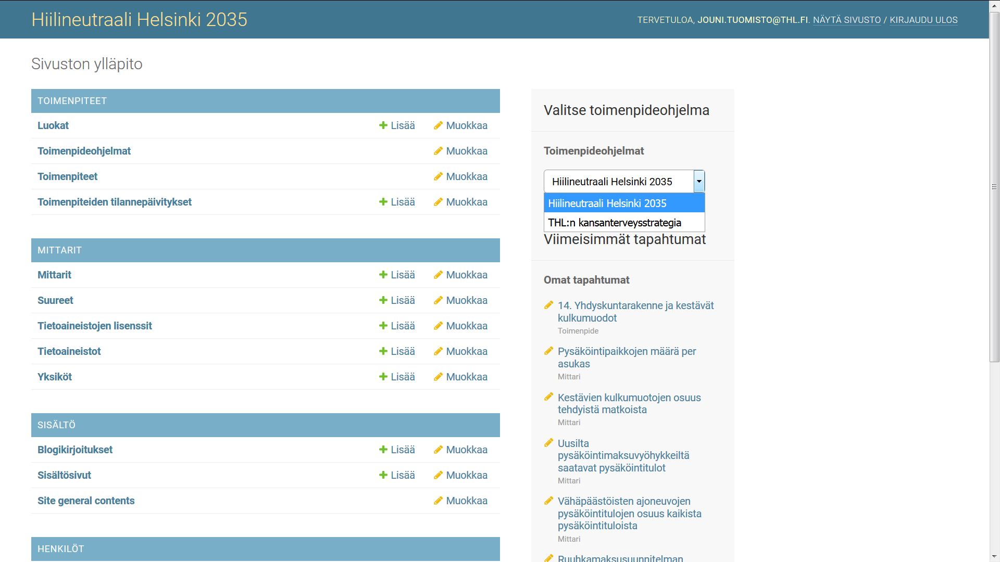 Hiilineutraali Helsinki 2035
TERVETULOA, JOUNI.TUOMISTO@THL.FI. NÄYTÄ SIVUSTO / KIRJAUDU ULOS
Sivuston ylläpito
TOIMENPITEET
Luokat Lisää Muokkaa
Toimenpideohjelmat Muokkaa
Toimenpiteet Muokkaa
Toimenpiteiden tilannepäivitykset Lisää Muokkaa
MITTARIT
Mittarit Lisää Muokkaa
Suureet Lisää Muokkaa
Tietoaineistojen lisenssit Lisää Muokkaa
Tietoaineistot Lisää Muokkaa
Yksiköt Lisää Muokkaa
SISÄLTÖ
Blogikirjoitukset Lisää Muokkaa
Sisältösivut Lisää Muokkaa
Site general contents Muokkaa
HENKILÖT
Valitse toimenpideohjelma
Toimenpideohjelmat
Hiilineutraali Helsinki 2035
Hiilineutraali Helsinki 2035
THL:n kansanterveysstrategia
Viimeisimmät tapahtumat
Omat tapahtumat
14. Yhdyskuntarakenne ja kestävät
kulkumuodot
Toimenpide
Pysäköintipaikkojen määrä per
asukas
Mittari
Kestävien kulkumuotojen osuus
tehdyistä matkoista
Mittari
Uusilta
pysäköintimaksuvyöhykkeiltä
saatavat pysäköintitulot
Mittari
Vähäpäästöisten ajoneuvojen
pysäköintitulojen osuus kaikista
pysäköintituloista
Mittari
Ruuhkamaksusuunnitelman